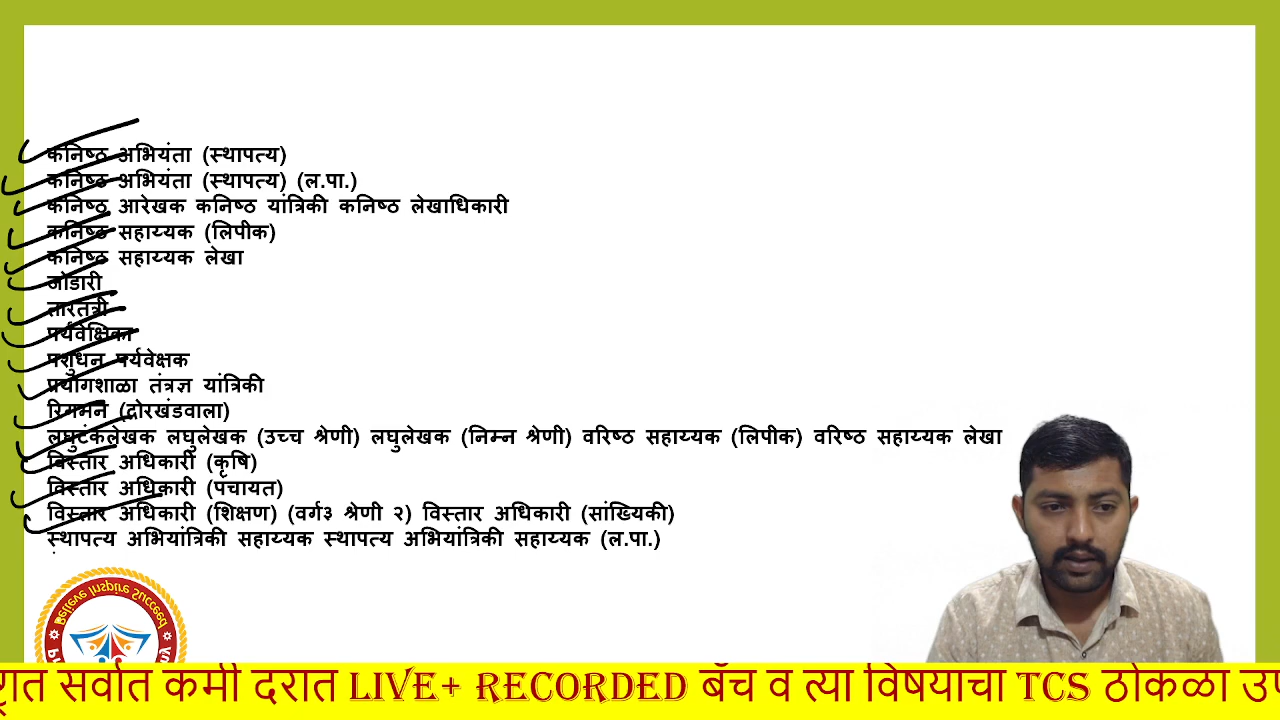 कनिष्ठ अभियंता (स्थापत्य)
कनिष्ठ अभियंता (स्थापत्य) (ल.पा.)
कनिष्ठ आरेखक कनिष्ठ यांत्रिकी कनिष्ठ लेखाधिकारी
कनिष्ठ सहाय्यक (लिपीक)
कनिष्ठ सहाय्यक लेखा
जोडारी
तारतंत्री
पर्यवेक्षिका
पशुधन पर्यवेक्षक
प्रयोगशाळा तंत्रज्ञ यांत्रिकी
रिगमन (दोरखंडवाला)
लघुटंकलेखक लघुलेखक (उच्च श्रेणी) लघुलेखक (निम्न श्रेणी) वरिष्ठ सहाय्यक (लिपीक) वरिष्ठ सहाय्यक लेखा
विस्तार अधिकारी (कृषि)
विस्तार अधिकारी (पंचायत)
विस्तार अधिकारी (शिक्षण) (वर्ग३ श्रेणी २) विस्तार अधिकारी (सांख्यिकी)
स्थापत्य अभियांत्रिकी सहाय्यक स्थापत्य अभियांत्रिकी सहाय्यक (ल.पा.)
Believe Inspire Succeed
सर्वात कमी दरात LIVE+ RECORDED बॅच व त्या विषयाचा TCS ठोकळा